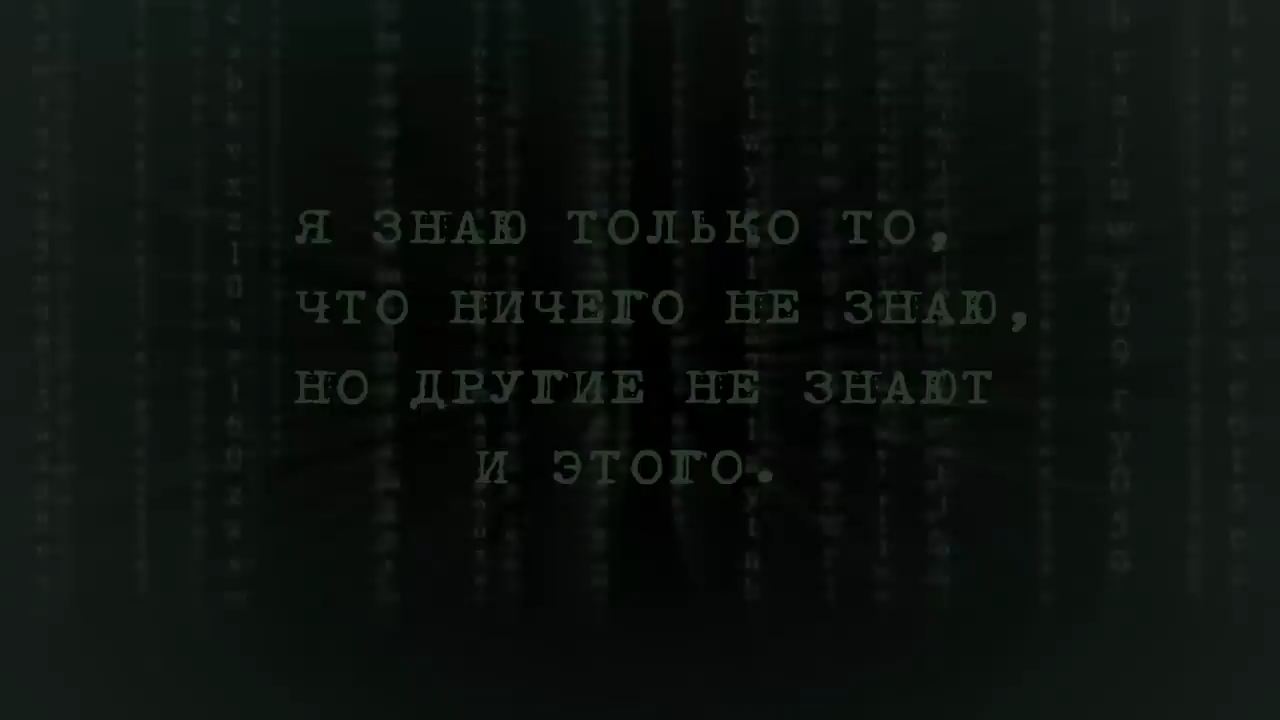 Я ЗНАЮ ТОЛЬКО ТО,
ЧТО НИЧЕГО НЕ ЗНАЮ,
НО ДРУГИЕ НЕ ЗНАЮТ
И ЭТОГО.